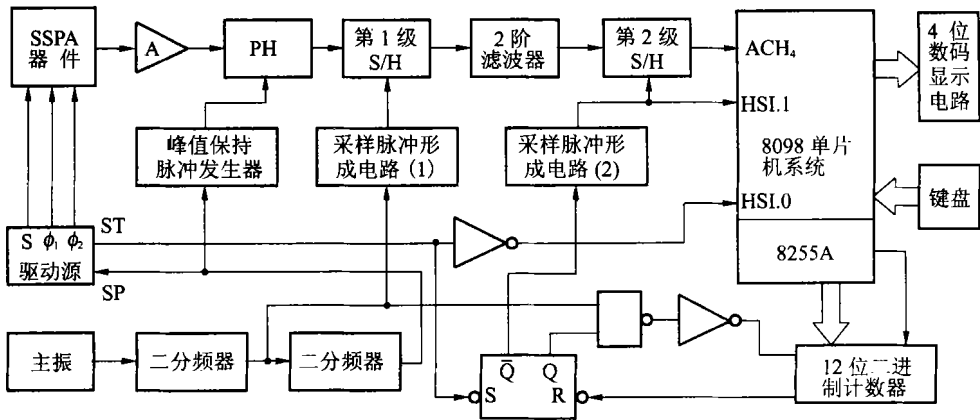 SSPA
器件
A
PH
第1级
S/H
2阶
滤波器
第2级
S/H
ACH₄
HSI.1
8098 单片
机系统
HSI.0
8255A
4 位
数码
显示
电路
键盘
峰值保持
脉冲发生器
采样脉冲形
成电路 (1)
采样脉冲形
成电路(2)
S ϕ₁ ϕ₂
驱动源
ST
SP
主振
二分频器
二分频器
Q̅ Q
S R
12 位二进
制计数器